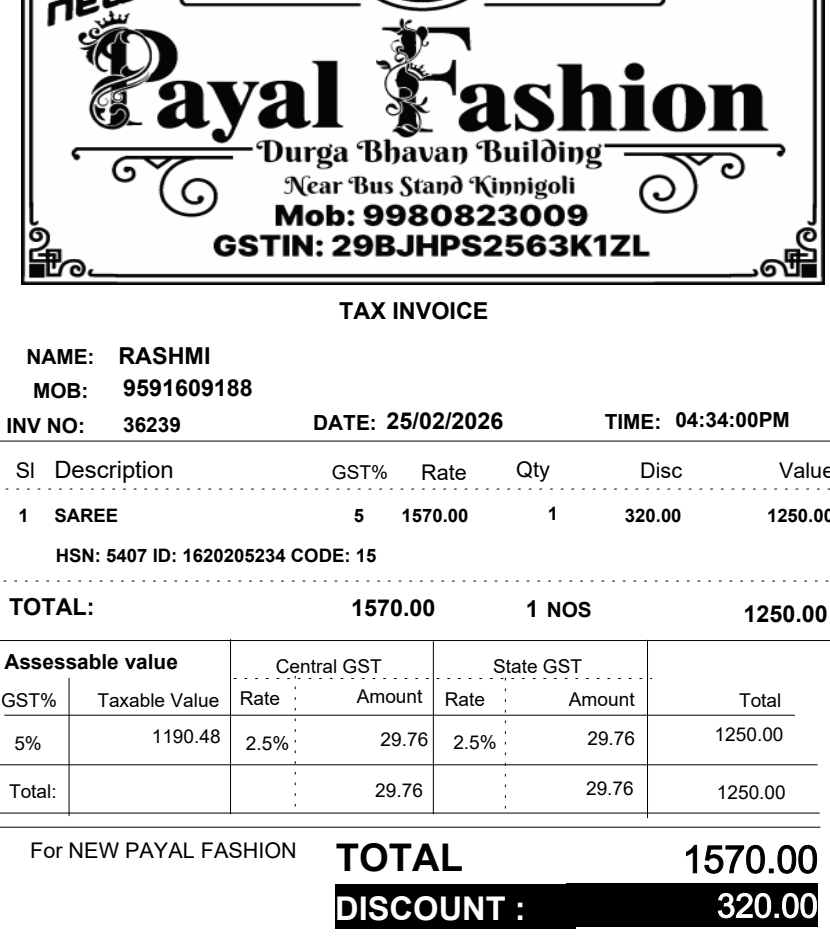 new
Payal Fashion
Durga Bhavan Building
Near Bus Stand Kinnigoli
Mob: 9980823009
GSTIN: 29BJHPS2563K1ZL
TAX INVOICE
NAME: RASHMI
MOB: 9591609188
INV NO: 36239 DATE: 25/02/2026 TIME: 04:34:00PM
Sl Description GST% Rate Qty Disc Value
1 SAREE 5 1570.00 1 320.00 1250.00
HSN: 5407 ID: 1620205234 CODE: 15
TOTAL: 1570.00 1 NOS 1250.00
Assessable value Central GST State GST
GST% Taxable Value Rate Amount Rate Amount Total
5% 1190.48 2.5% 29.76 2.5% 29.76 1250.00
Total: 29.76 29.76 1250.00
For NEW PAYAL FASHION TOTAL 1570.00
DISCOUNT : 320.00